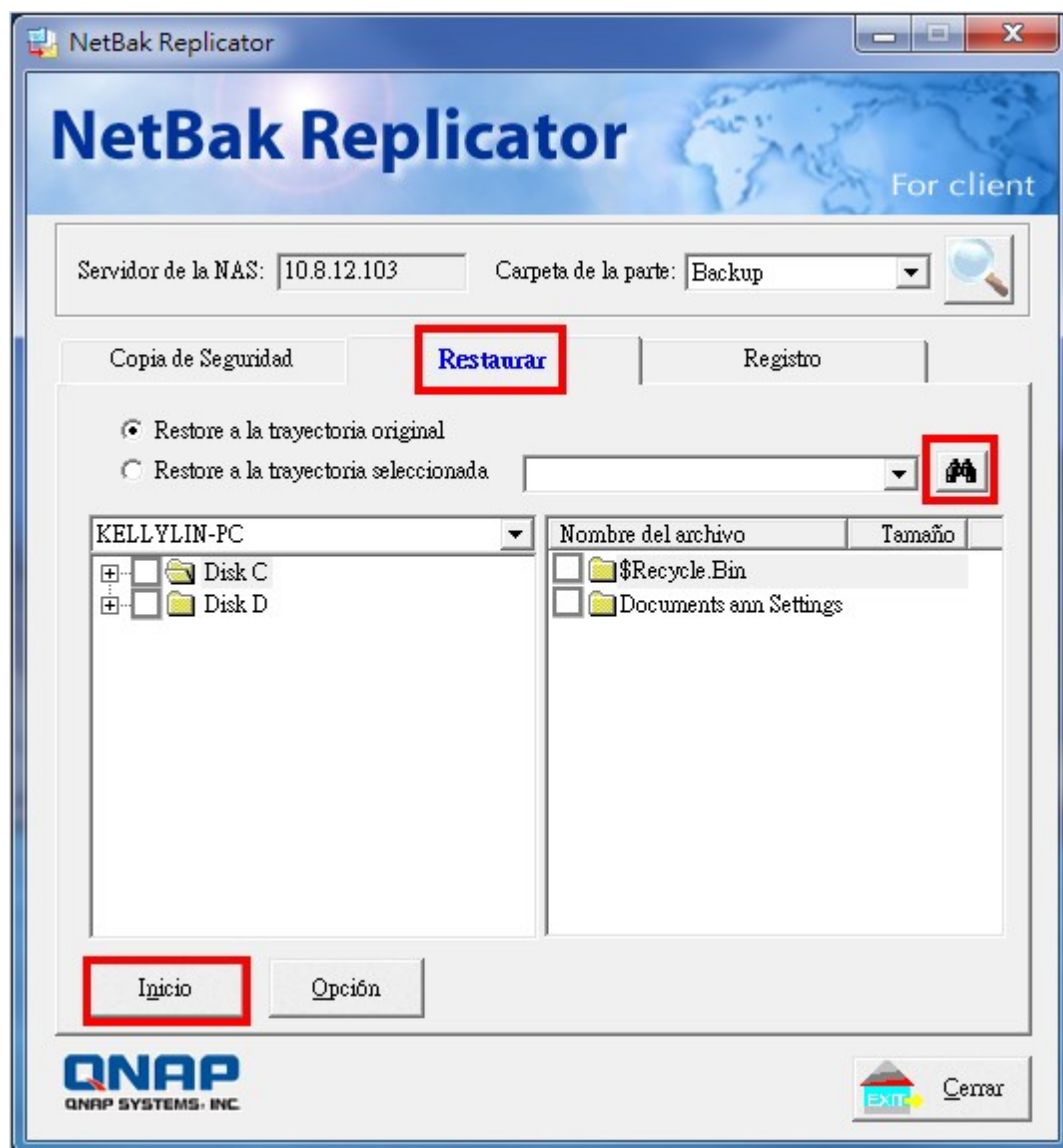 NetBak Replicator
NetBak Replicator
For client
Servidor de la NAS: 10.8.12.103 Carpeta de la parte: Backup
Copia de Seguridad Restaurar Registro
Restore a la trayectoria original
Restore a la trayectoria seleccionada
KELLYLIN-PC
Disk C
Disk D
Nombre del archivo Tamaño
$Recycle.Bin
Documents ann Settings
Inicio Opción
QNAP
QNAP SYSTEMS, INC.
EXIT Cerrar